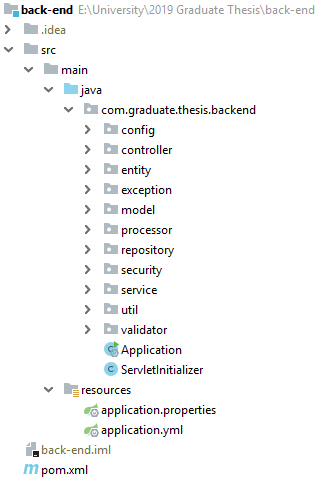 back-end E:\University\2019 Graduate Thesis\back-end
.idea
src
main
java
com.graduate.thesis.backend
config
controller
entity
exception
model
processor
repository
security
service
util
validator
Application
ServletInitializer
resources
application.properties
application.yml
back-end.iml
pom.xml